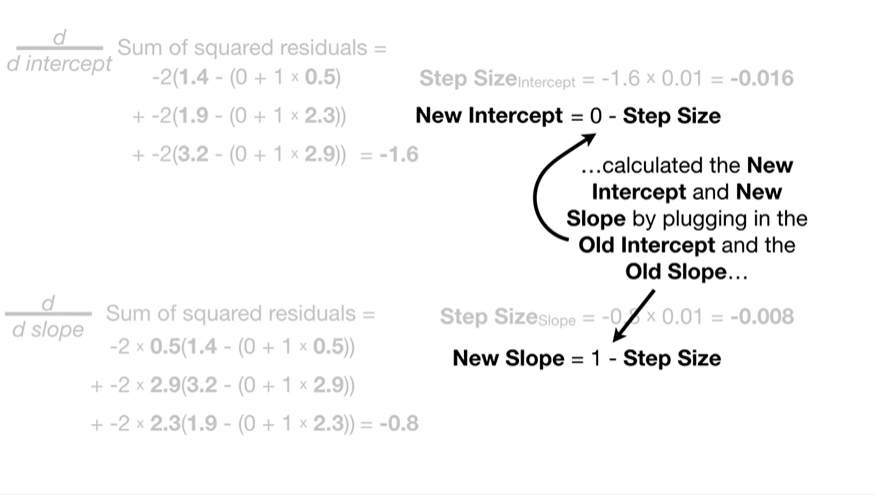 d
d intercept
Sum of squared residuals =
-2(1.4 - (0 + 1 × 0.5)
+ -2(1.9 - (0 + 1 × 2.3))
+ -2(3.2 - (0 + 1 × 2.9)) = -1.6
Step SizeIntercept = -1.6 × 0.01 = -0.016
New Intercept = 0 - Step Size
...calculated the New
Intercept and New
Slope by plugging in the
Old Intercept and the
Old Slope...
d
d slope
Sum of squared residuals =
-2 × 0.5(1.4 - (0 + 1 × 0.5))
+ -2 × 2.9(3.2 - (0 + 1 × 2.9))
+ -2 × 2.3(1.9 - (0 + 1 × 2.3)) = -0.8
Step SizeSlope = -0.8 × 0.01 = -0.008
New Slope = 1 - Step Size